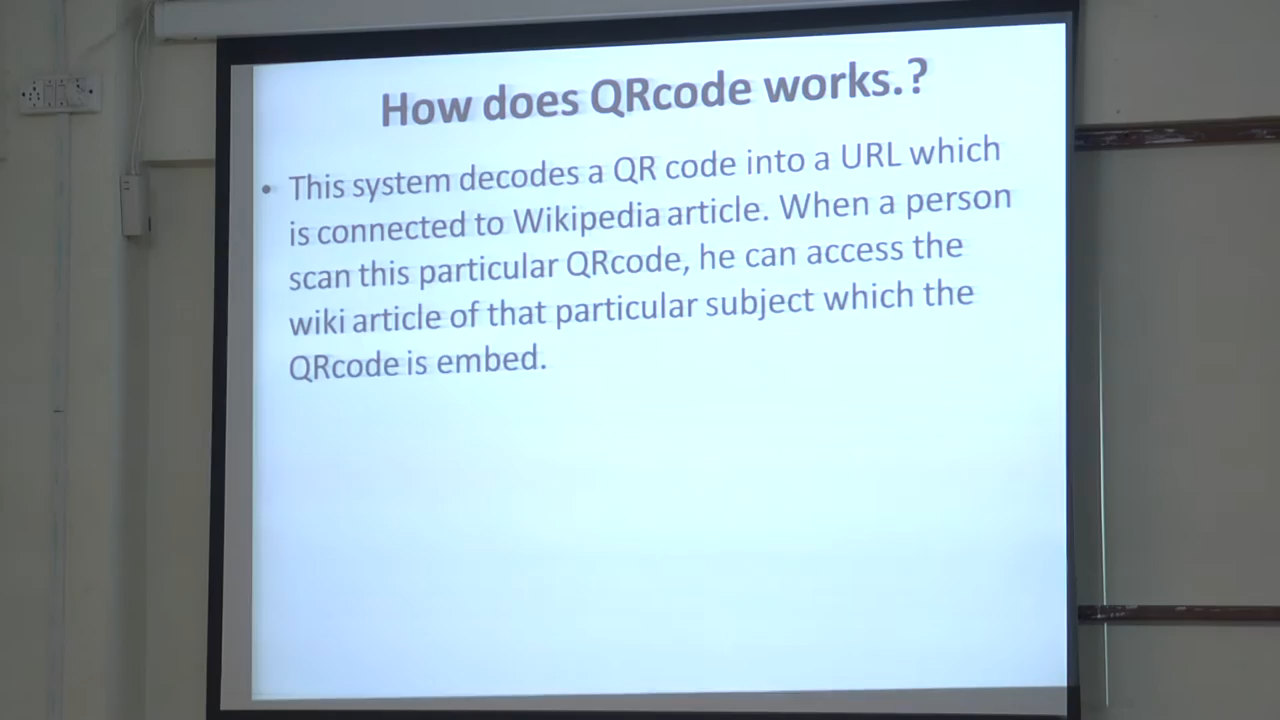 How does QRcode works.?
• This system decodes a QR code into a URL which
is connected to Wikipedia article. When a person
scan this particular QRcode, he can access the
wiki article of that particular subject which the
QRcode is embed.